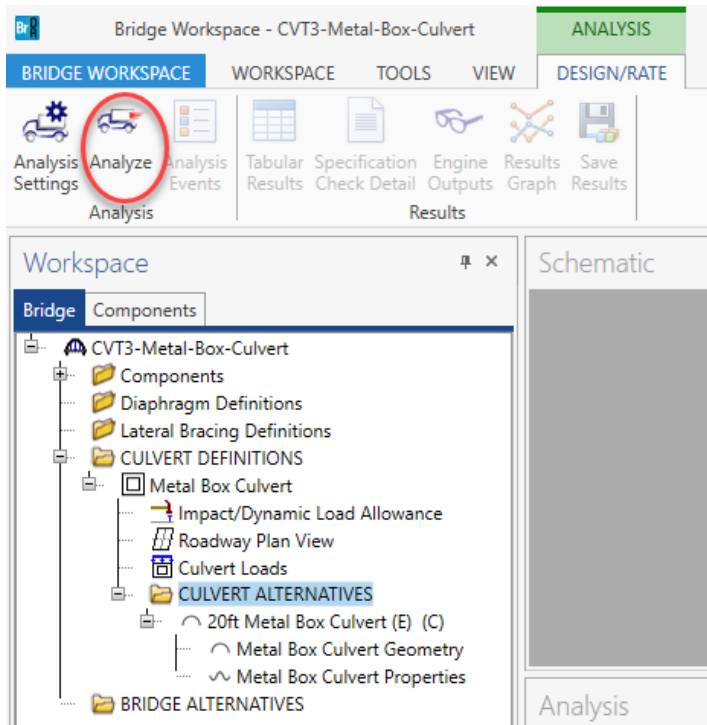 Br R Bridge Workspace - CVT3-Metal-Box-Culvert ANALYSIS
BRIDGE WORKSPACE WORKSPACE TOOLS VIEW DESIGN/RATE
Analysis Analyze Analysis Tabular Specification Engine Results Save
Settings Events Results Check Detail Outputs Graph Results
Analysis Results
Workspace Schematic
Bridge Components
CVT3-Metal-Box-Culvert
Components
Diaphragm Definitions
Lateral Bracing Definitions
CULVERT DEFINITIONS
Metal Box Culvert
Impact/Dynamic Load Allowance
Roadway Plan View
Culvert Loads
CULVERT ALTERNATIVES
20ft Metal Box Culvert (E) (C)
Metal Box Culvert Geometry
Metal Box Culvert Properties
BRIDGE ALTERNATIVES
Analysis